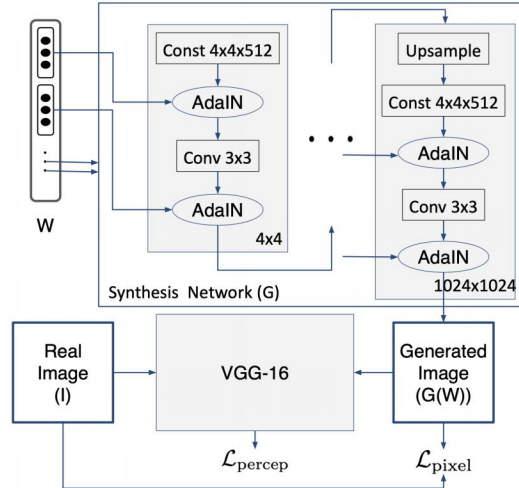 Const 4x4x512
AdaIN
Conv 3x3
AdaIN
4x4
Upsample
Const 4x4x512
AdaIN
Conv 3x3
AdaIN
1024x1024
W
Synthesis Network (G)
Real
Image
(I)
VGG-16
Generated
Image
(G(W))
ℒpercep
ℒpixel